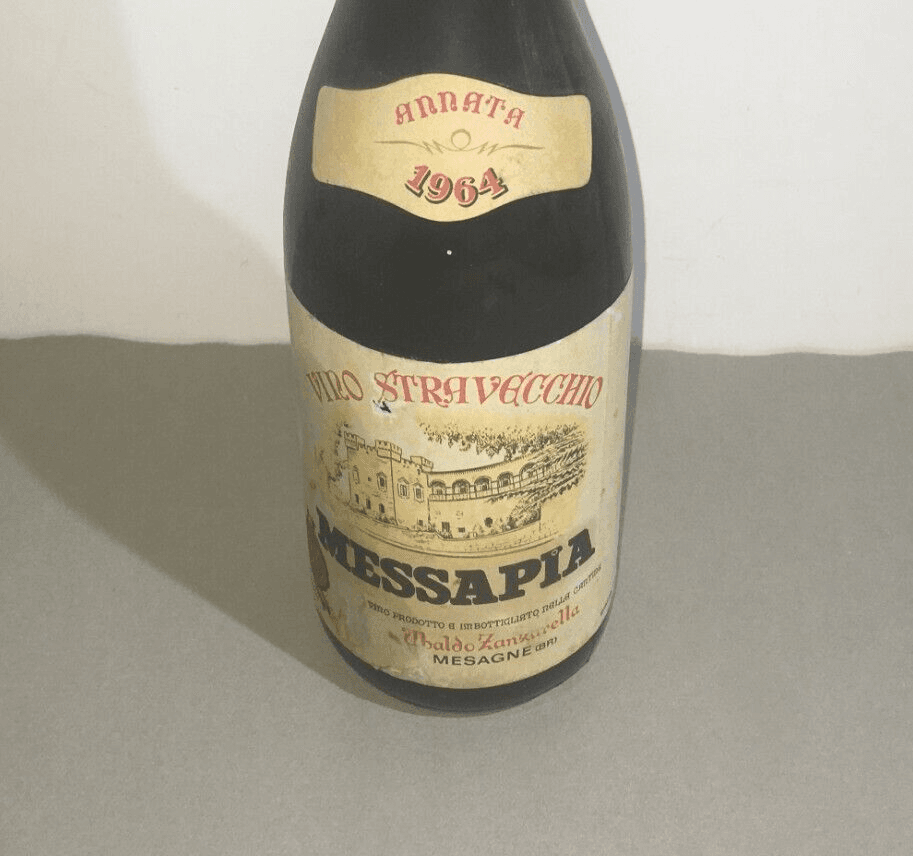 ANNATA
1964
VINO STRAVECCHIO
MESSAPIA
VINO PRODOTTO E IMBOTTIGLIATO NELLA CANTINA
Ubaldo Zanzarella
MESAGNE (BR)